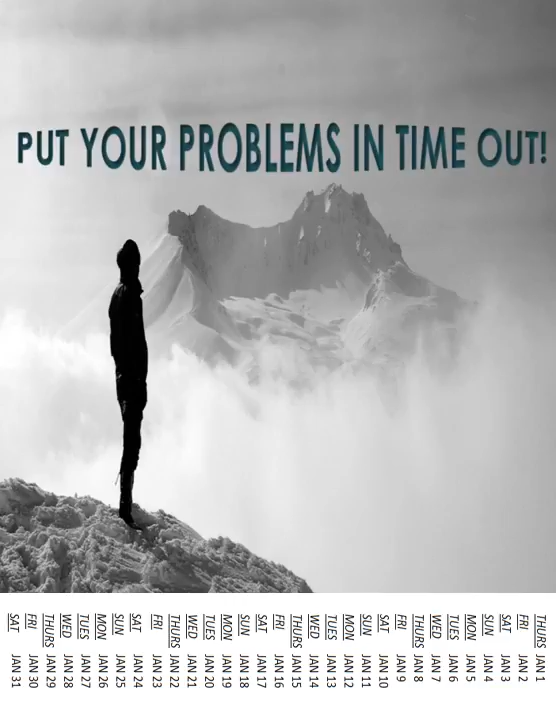 PUT YOUR PROBLEMS IN TIME OUT!
THURS JAN 1
FRI JAN 2
SAT JAN 3
SUN JAN 4
MON JAN 5
TUES JAN 6
WED JAN 7
THURS JAN 8
FRI JAN 9
SAT JAN 10
SUN JAN 11
MON JAN 12
TUES JAN 13
WED JAN 14
THURS JAN 15
FRI JAN 16
SAT JAN 17
SUN JAN 18
MON JAN 19
TUES JAN 20
WED JAN 21
THURS JAN 22
FRI JAN 23
SAT JAN 24
SUN JAN 25
MON JAN 26
TUES JAN 27
WED JAN 28
THURS JAN 29
FRI JAN 30
SAT JAN 31